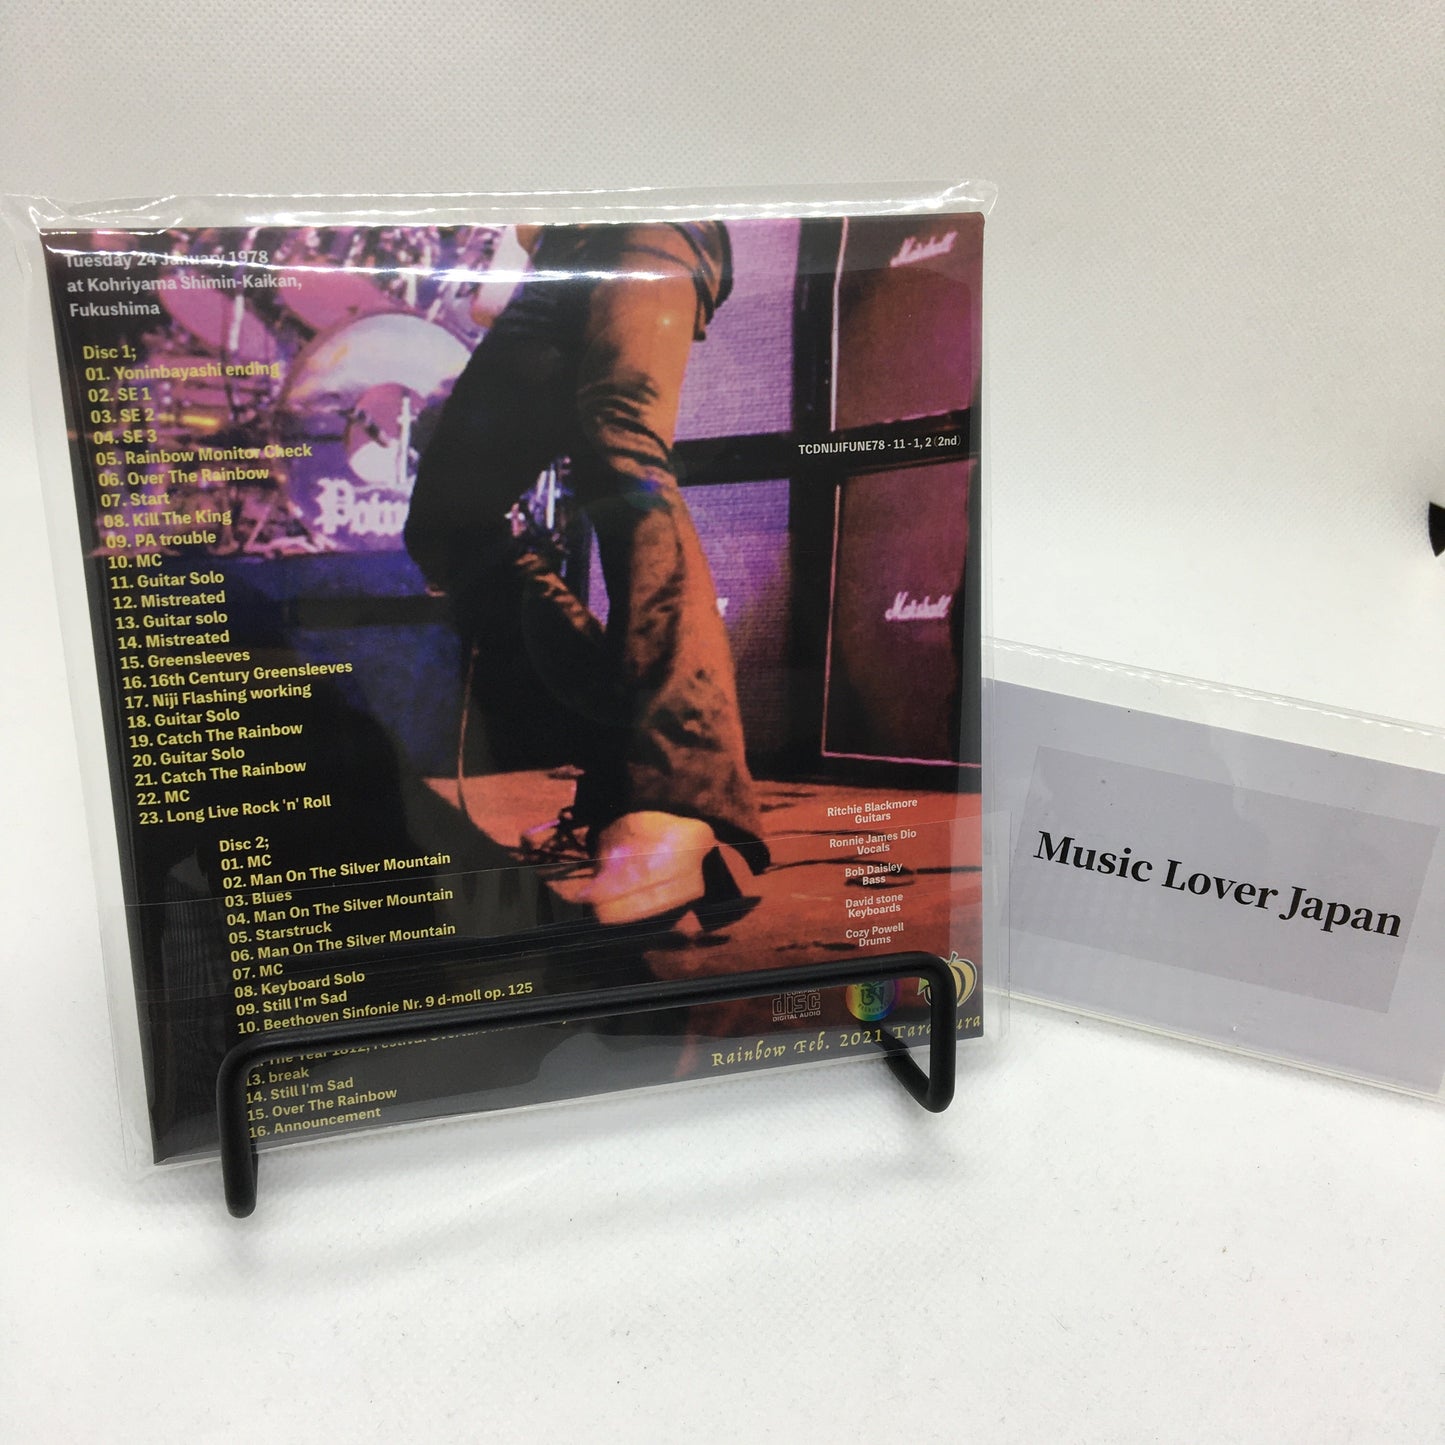 Tuesday 24 January 1978
at Kohriyama Shimin-Kaikan,
Fukushima
Disc 1;
01. Yoninbayashi ending
02. SE 1
03. SE 2
04. SE 3
05. Rainbow Monitor Check
06. Over The Rainbow
07. Start
08. Kill The King
09. PA trouble
10. MC
11. Guitar Solo
12. Mistreated
13. Guitar solo
14. Mistreated
15. Greensleeves
16. 16th Century Greensleeves
17. Niji Flashing working
18. Guitar Solo
19. Catch The Rainbow
20. Guitar Solo
21. Catch The Rainbow
22. MC
23. Long Live Rock 'n' Roll
Disc 2;
01. MC
02. Man On The Silver Mountain
03. Blues
04. Man On The Silver Mountain
05. Starstruck
06. Man On The Silver Mountain
07. MC
08. Keyboard Solo
09. Still I'm Sad
10. Beethoven Sinfonie Nr. 9 d-moll op. 125
The Year 1812, Festival
13. break
14. Still I'm Sad
15. Over The Rainbow
16. Announcement
Marshall
TCDNIJIFUNE78 - 11 - 1, 2 (2nd)
Marshall
Ritchie Blackmore
Guitars
Ronnie James Dio
Vocals
Bob Daisley
Bass
David stone
Keyboards
Cozy Powell
Drums
COMPACT
disc
DIGITAL AUDIO
Rainbow Feb. 2021
Music Lover Japan